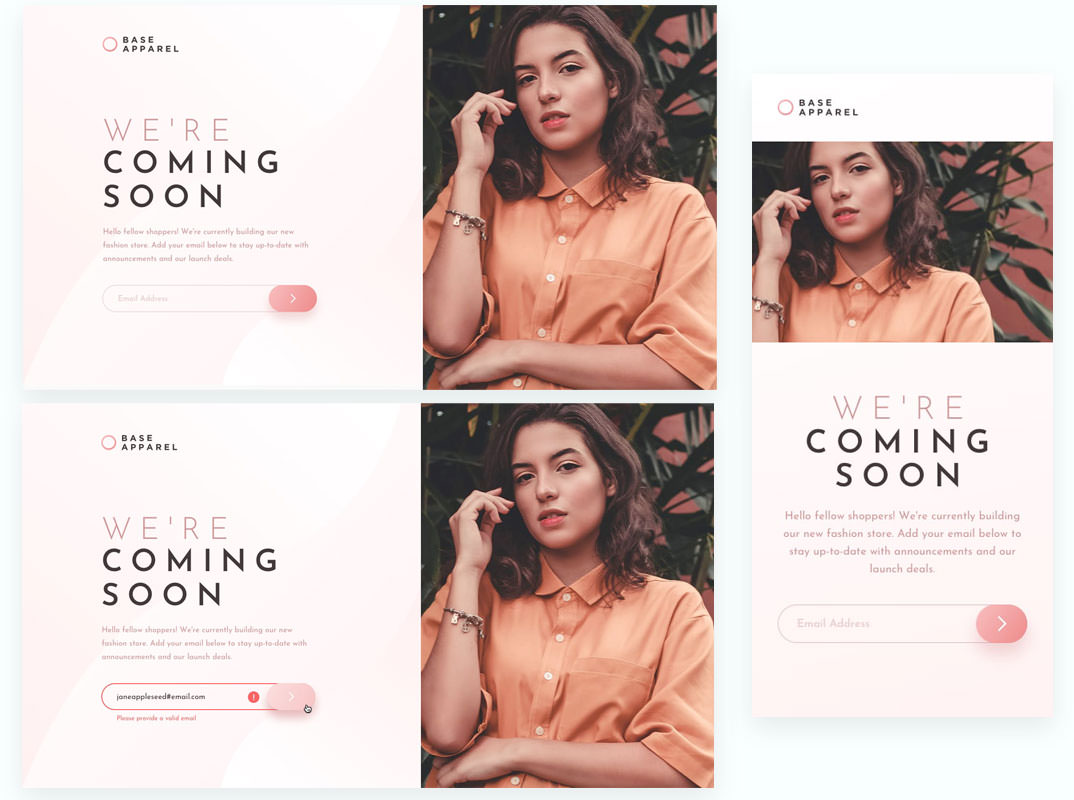 BASE
APPAREL
WE'RE
COMING
SOON
Hello fellow shoppers! We're currently building our new
fashion store. Add your email below to stay up-to-date with
announcements and our launch deals.
Email Address
BASE
APPAREL
WE'RE
COMING
SOON
Hello fellow shoppers! We're currently building our new
fashion store. Add your email below to stay up-to-date with
announcements and our launch deals.
janeappleseed#email.com !
Please provide a valid email
BASE
APPAREL
WE'RE
COMING
SOON
Hello fellow shoppers! We're currently building
our new fashion store. Add your email below to
stay up-to-date with announcements and our
launch deals.
Email Address